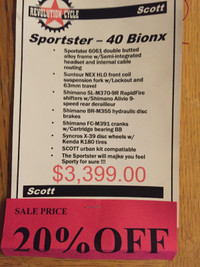 REVOLUTION CYCLE
Scott
Sportster – 40 Bionx
Sportster 6061 double butted
alloy frame w/Semi-integrated
headset and internal cable
routing
Suntour NEX HLO front coil
suspension fork w/Lockout and
63mm travel
Shimano SL-M370-9R RapidFire
shifters w/Shimano Alivio 9-
speed rear derailleur
Shimano BR-M355 hydraulic disc
brakes
Shimano FC-M391 cranks
w/Cartridge bearing BB
Syncros X-39 disc wheels w/
Kenda K180 tires
SCOTT urban kit compatiable
The Sportster will majke you feel
Sporty for sure !!!
$3,399.00
Scott
SALE PRICE
20% OFF